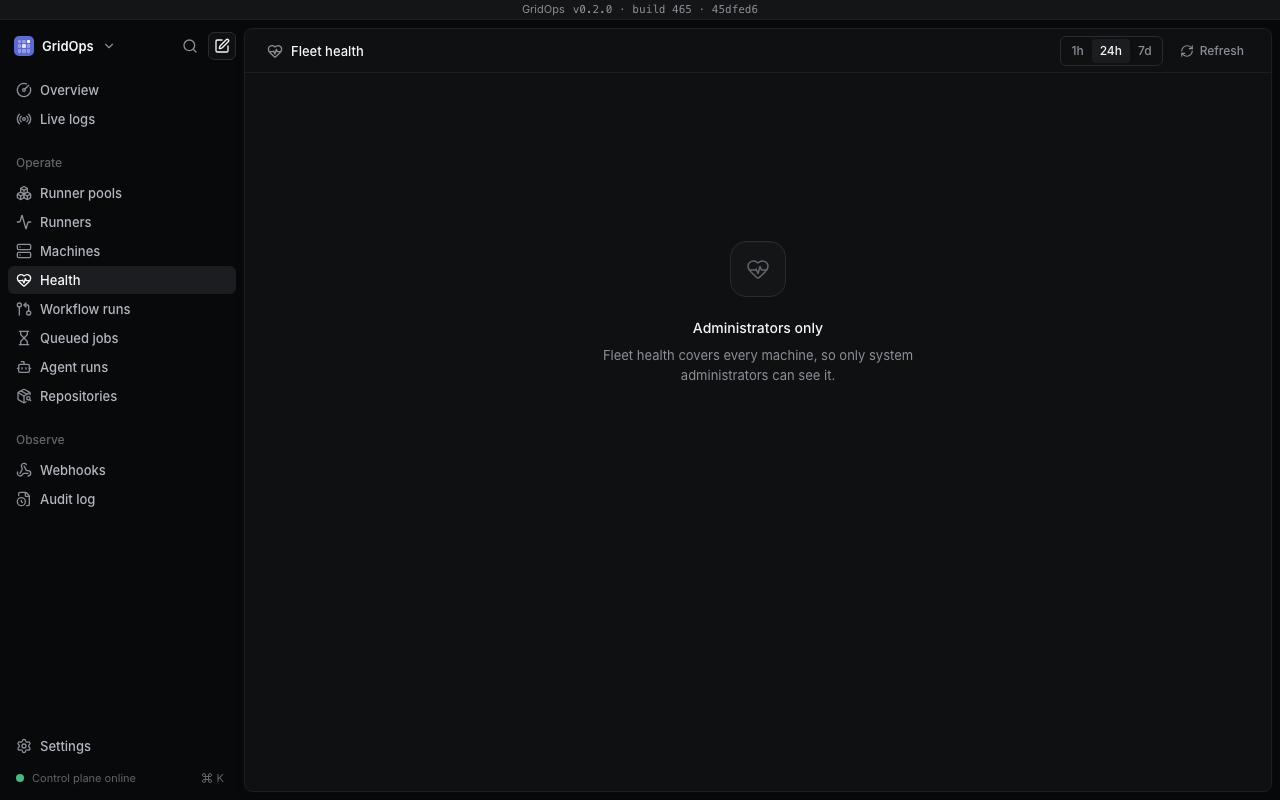 GridOps v0.2.0 · build 465 · 45dfed6
GridOps
Overview
Live logs
Operate
Runner pools
Runners
Machines
Health
Workflow runs
Queued jobs
Agent runs
Repositories
Observe
Webhooks
Audit log
Settings
Control plane online ⌘ K
Fleet health
1h 24h 7d Refresh
Administrators only
Fleet health covers every machine, so only system
administrators can see it.